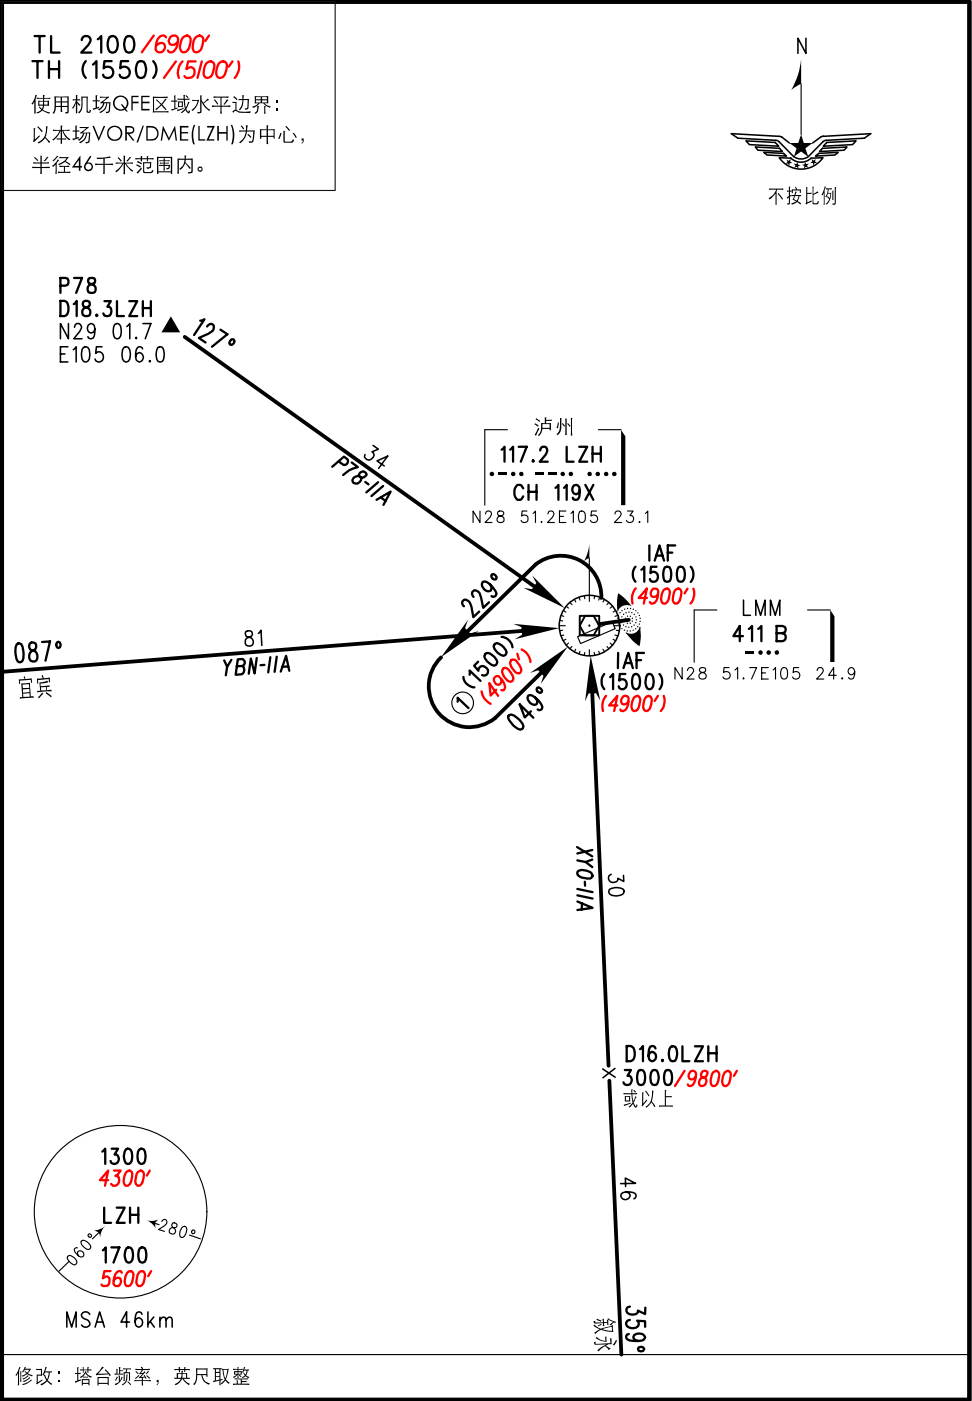 TL 2100/6900′
TH (1550)/(5100′)
使用机场QFE区域水平边界：
以本场VOR/DME(LZH)为中心，
半径46千米范围内。
N
不按比例
P78
D18.3LZH
N29 01.7
E105 06.0
127°
34
P78-11A
泸州
117.2 LZH
CH 119X
N28 51.2E105 23.1
IAF
(1500)
(4900′)
LMM
411 B
N28 51.7E105 24.9
229°
087°
81
YBN-11A
宜宾
1 (1500)
(4900′)
049°
IAF
(1500)
(4900′)
XYO-11A
30
D16.0LZH
3000/9800′
或以上
46
359°
叙永
1300
4300′
LZH
060°
280°
1700
5600′
MSA 46km
修改：塔台频率，英尺取整